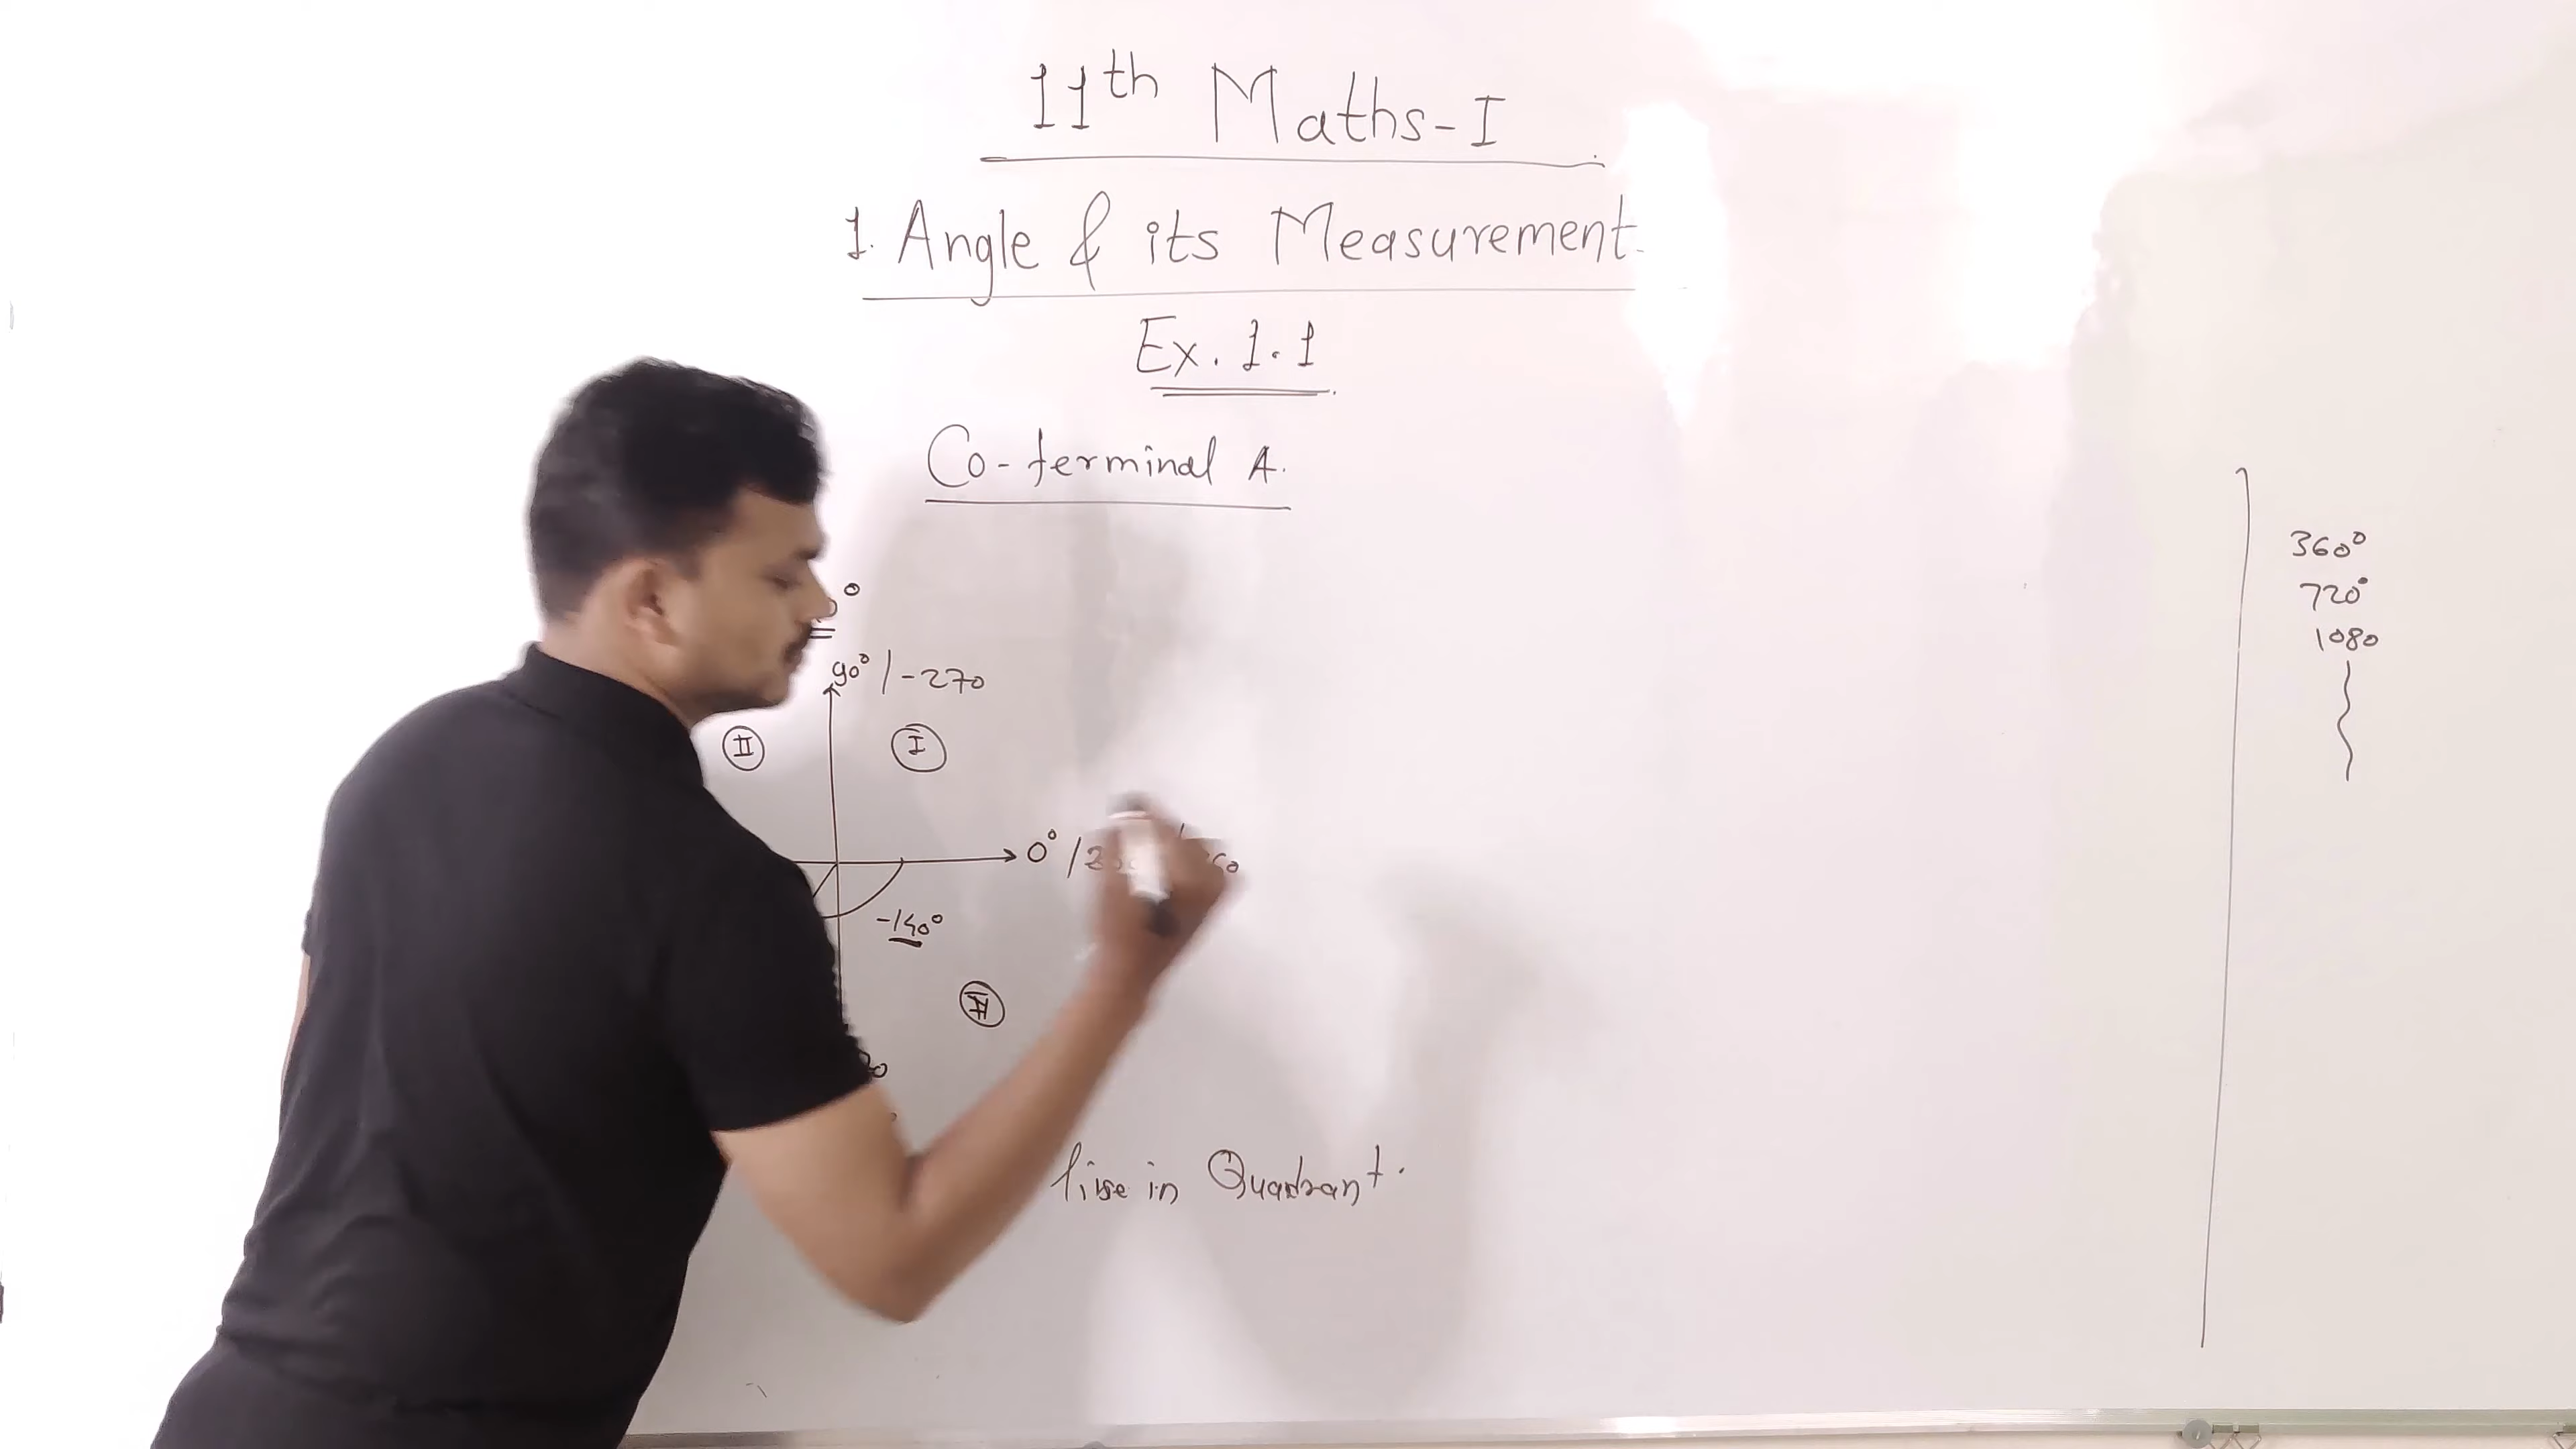 11th Maths-I
1. Angle & its Measurement.
Ex. 1.1
Co-terminal A.
360°
720°
1080
90° / -270
II
I
0° /
-140°
IV
lise in Quadrant.